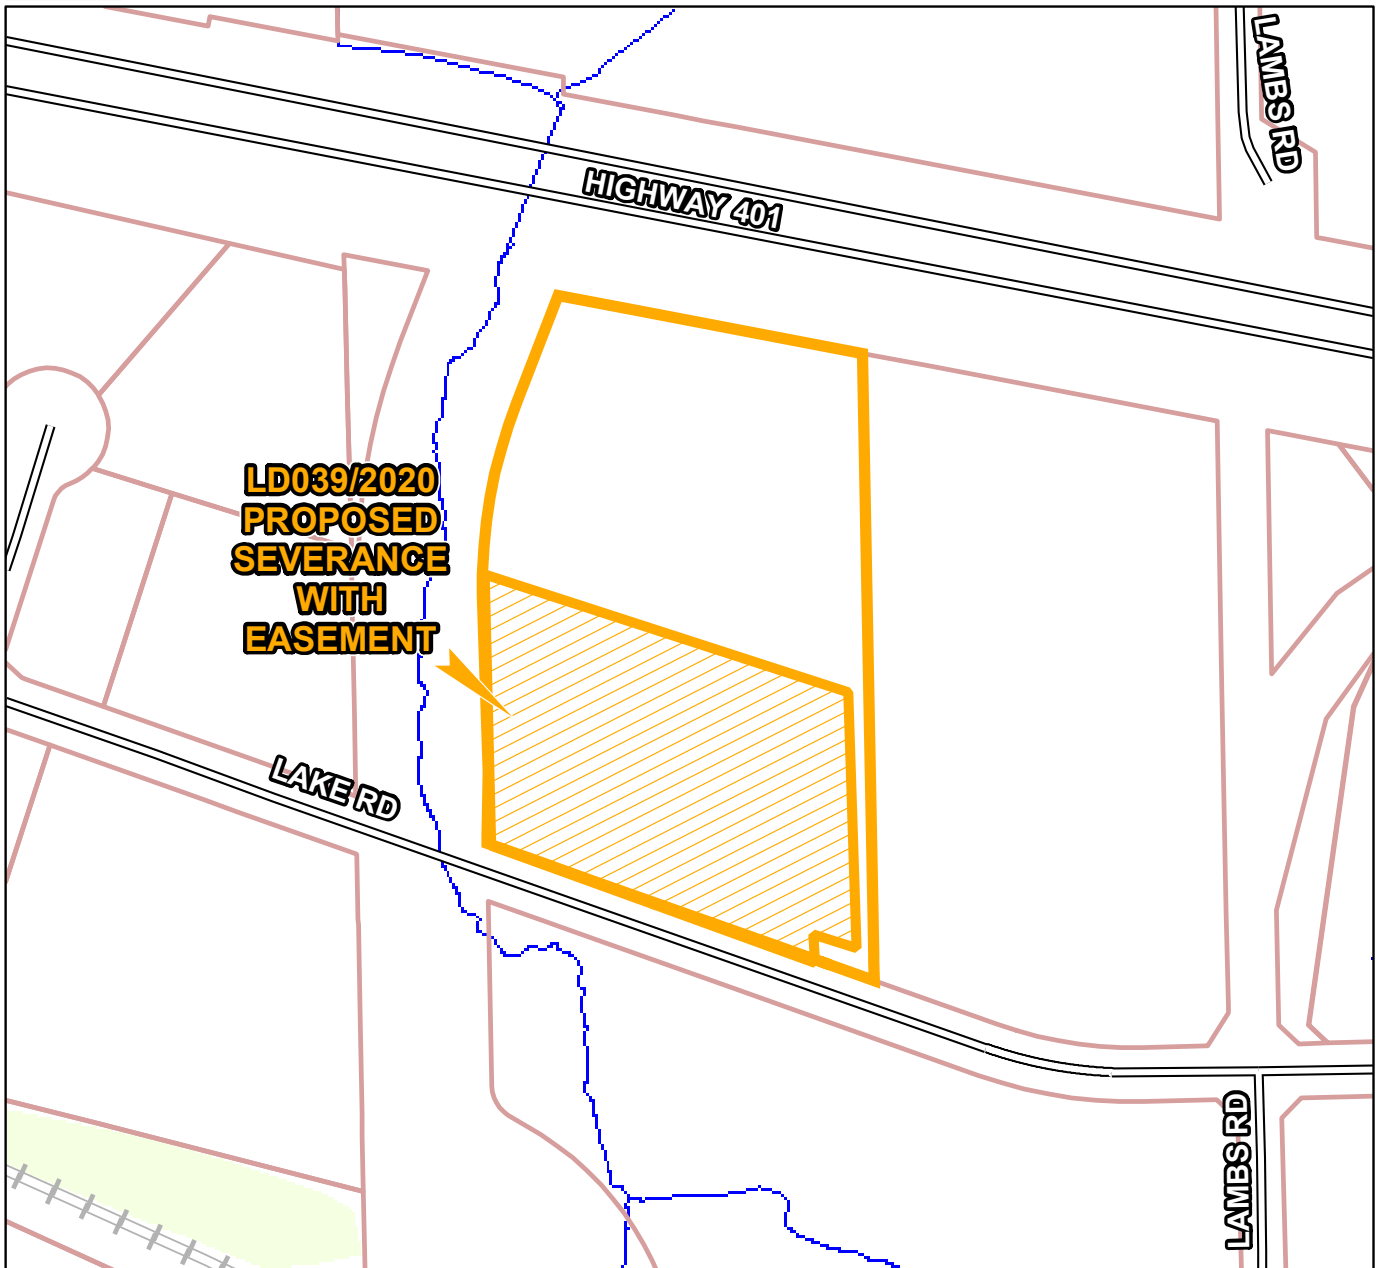 LAMBS RD
HIGHWAY 401
LD039/2020
PROPOSED
SEVERANCE
WITH
EASEMENT
LAKE RD
LAMBS RD